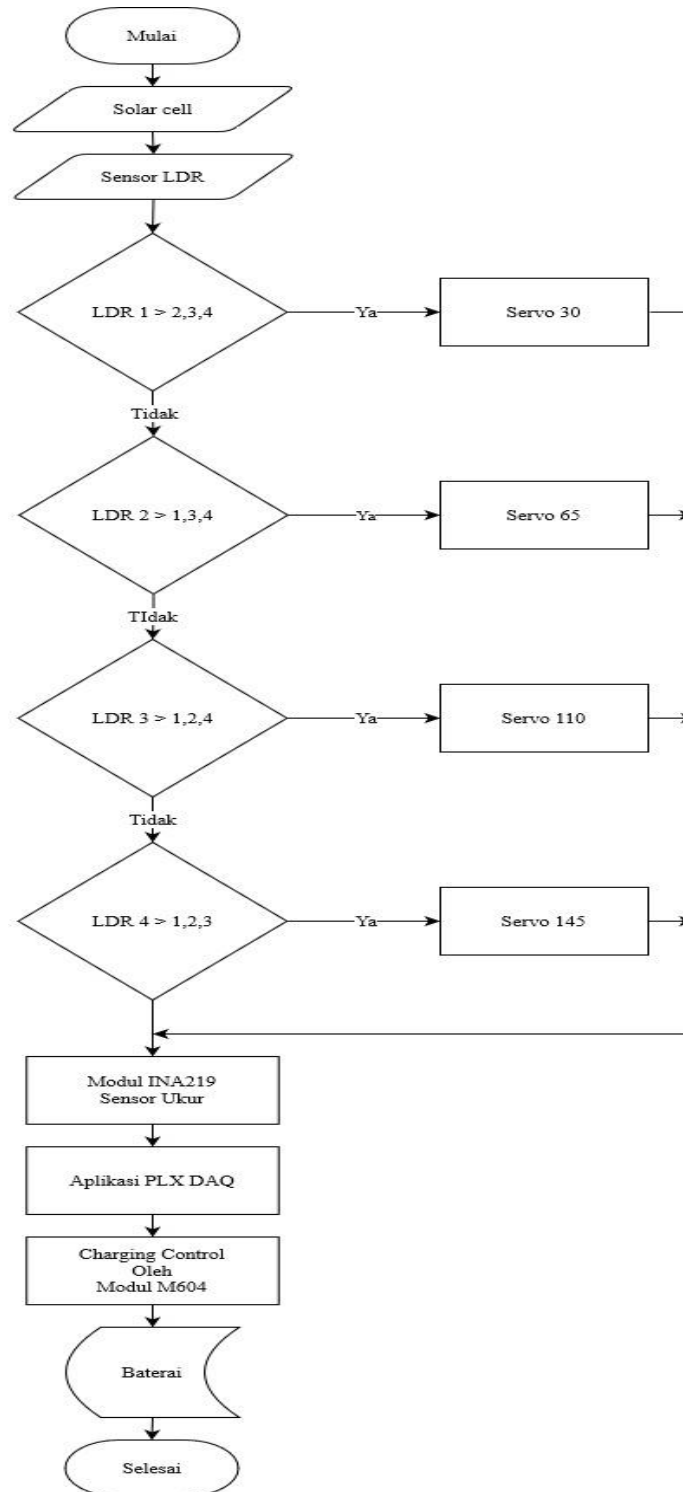 Mulai
Solar cell
Sensor LDR
LDR 1 > 2,3,4
Ya
Servo 30
Tidak
LDR 2 > 1,3,4
Ya
Servo 65
TIdak
LDR 3 > 1,2,4
Ya
Servo 110
Tidak
LDR 4 > 1,2,3
Ya
Servo 145
Modul INA219
Sensor Ukur
Aplikasi PLX DAQ
Charging Control
Oleh
Modul M604
Baterai
Selesai